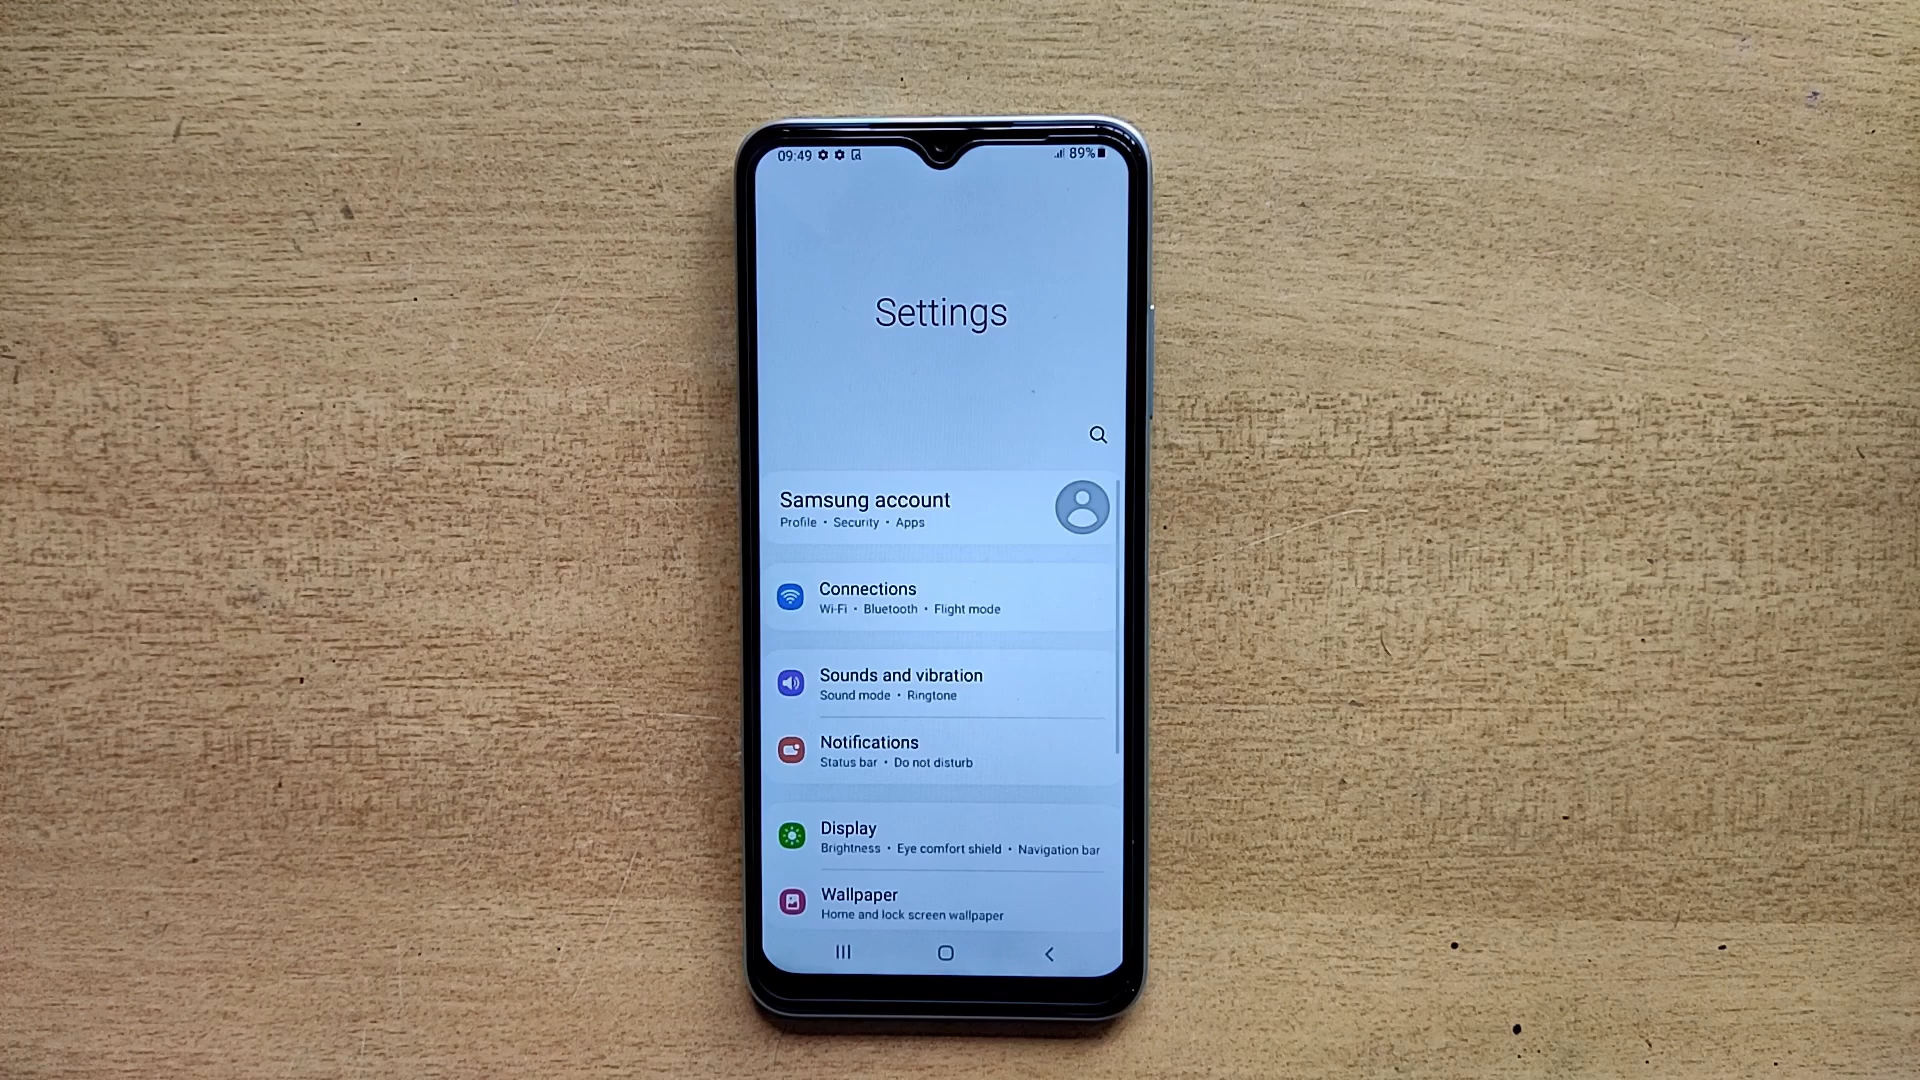 09:49 89%
Settings
Samsung account
Profile • Security • Apps
Connections
Wi-Fi • Bluetooth • Flight mode
Sounds and vibration
Sound mode • Ringtone
Notifications
Status bar • Do not disturb
Display
Brightness • Eye comfort shield • Navigation bar
Wallpaper
Home and lock screen wallpaper